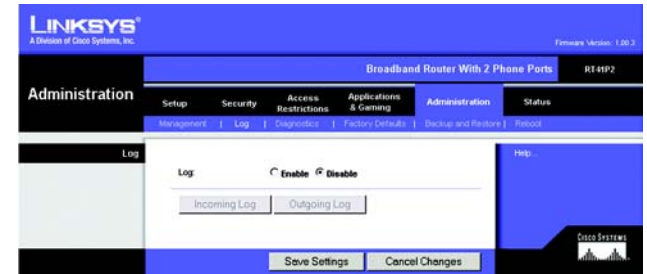 LINKSYS®
A Division of Cisco Systems, Inc.
Firmware Version: 1.00.3
Broadband Router With 2 Phone Ports RT41P2
Administration
Setup Security Access Restrictions Applications & Gaming Administration Status
Management | Log | Diagnostics | Factory Defaults | Backup and Restore | Reboot
Log
Help...
Log: Enable Disable
Incoming Log Outgoing Log
Save Settings Cancel Changes
CISCO SYSTEMS